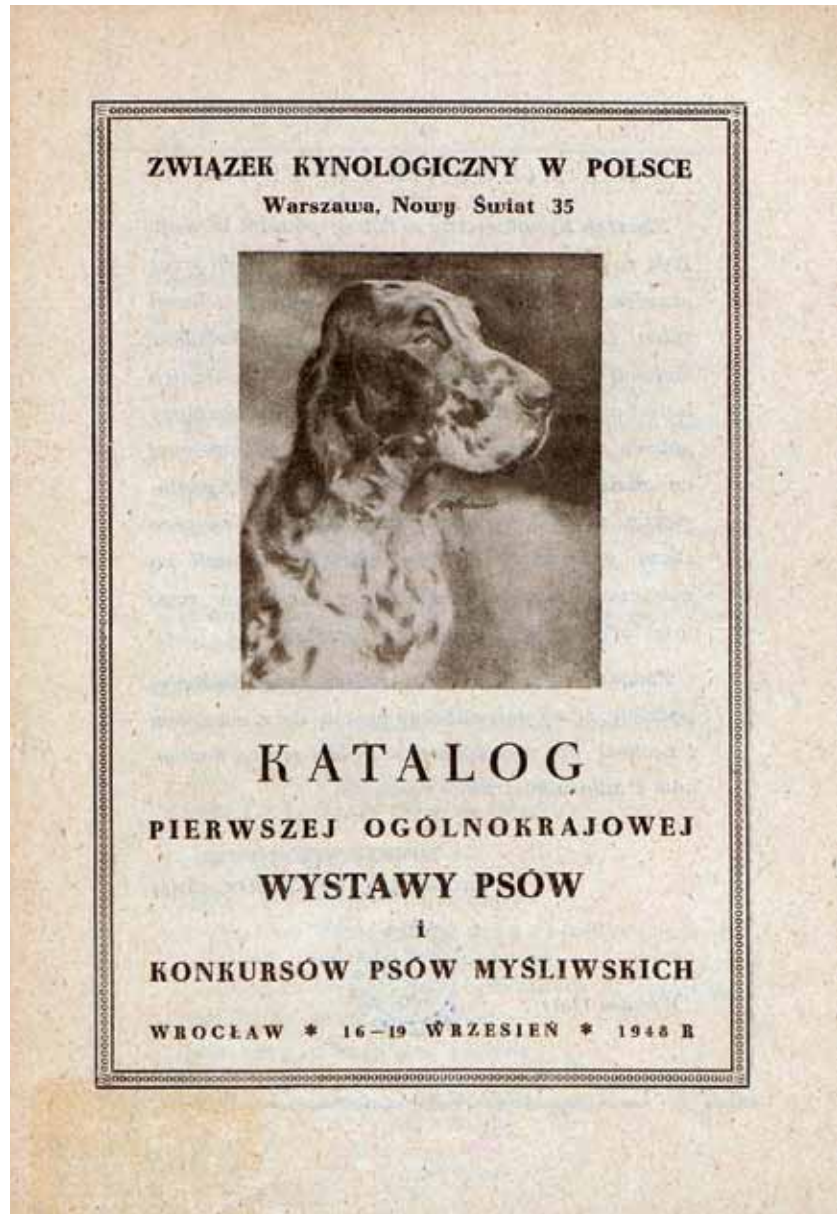 ZWIĄZEK KYNOLOGICZNY W POLSCE
Warszawa, Nowy Świat 35
KATALOG
PIERWSZEJ OGÓLNOKRAJOWEJ
WYSTAWY PSÓW
i
KONKURSÓW PSÓW MYŚLIWSKICH
WROCŁAW * 16-19 WRZESIEŃ * 1948 R